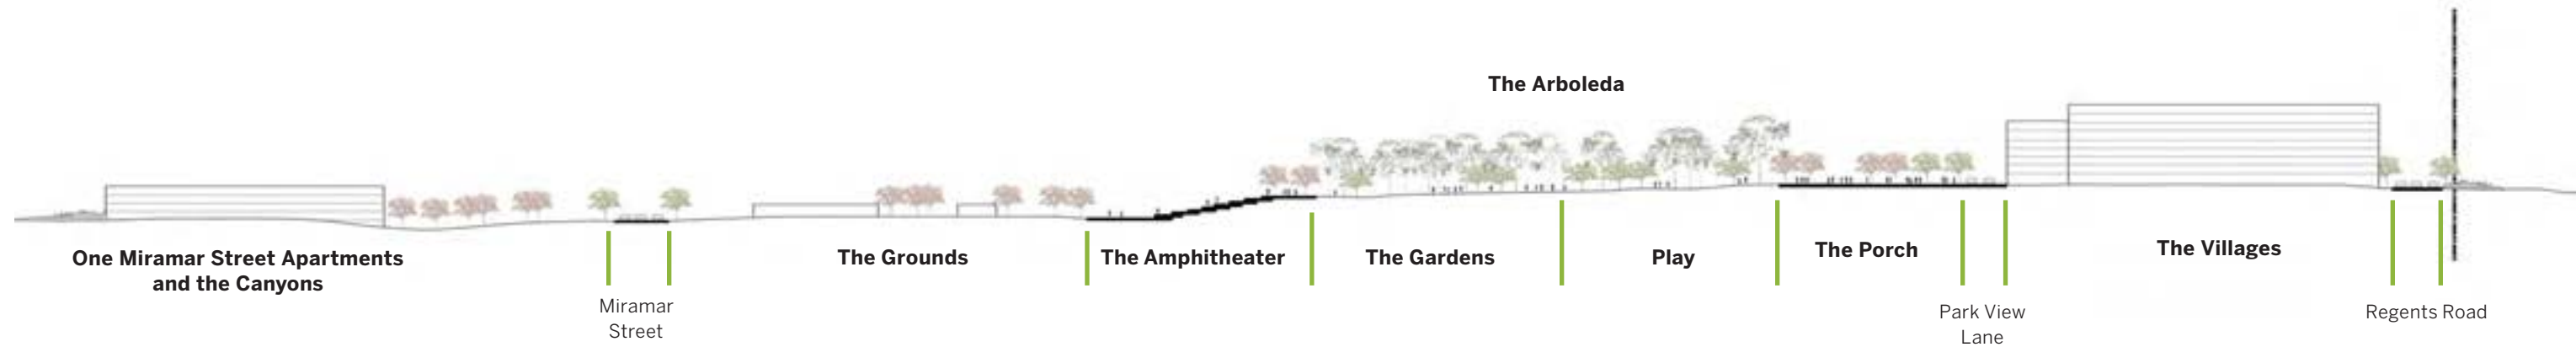 The Arboleda
One Miramar Street Apartments
and the Canyons
Miramar
Street
The Grounds
The Amphitheater
The Gardens
Play
The Porch
Park View
Lane
The Villages
Regents Road